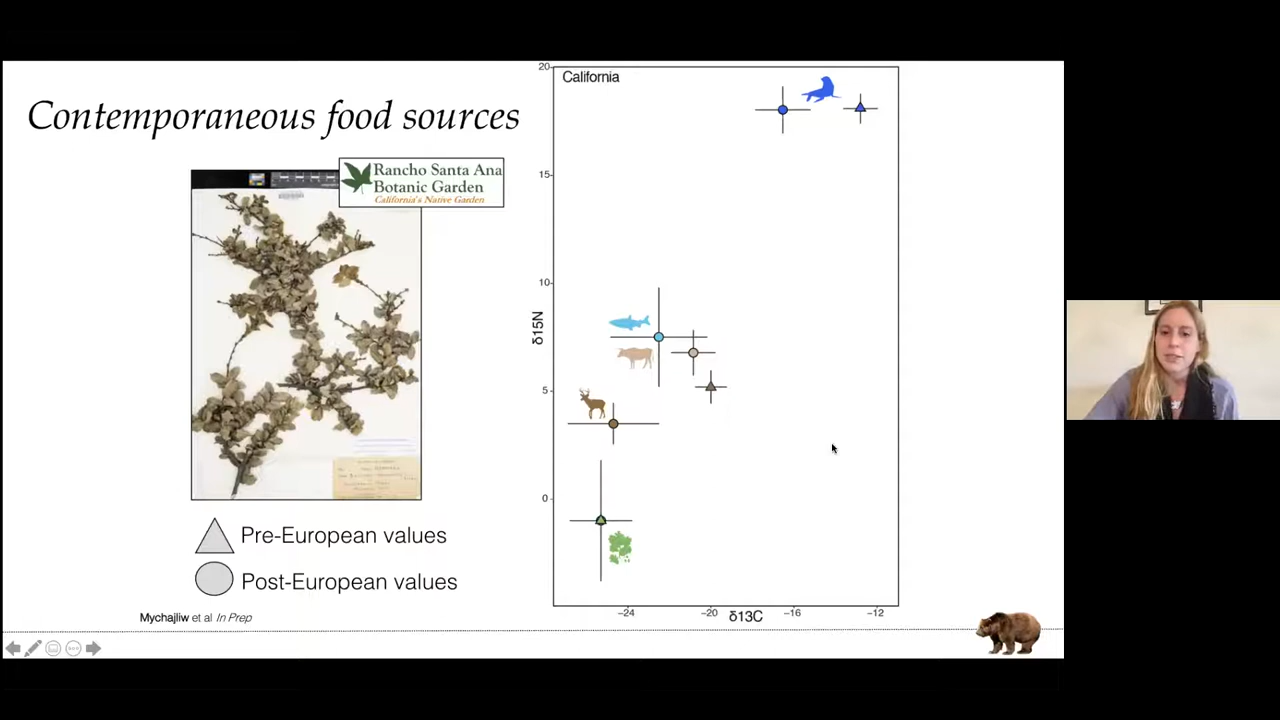 Contemporaneous food sources
Rancho Santa Ana
Botanic Garden
California's Native Garden
Pre-European values
Post-European values
Mychajliw et al In Prep
California
20
15
10
5
0
δ15N
−24
−20
−16
−12
δ13C